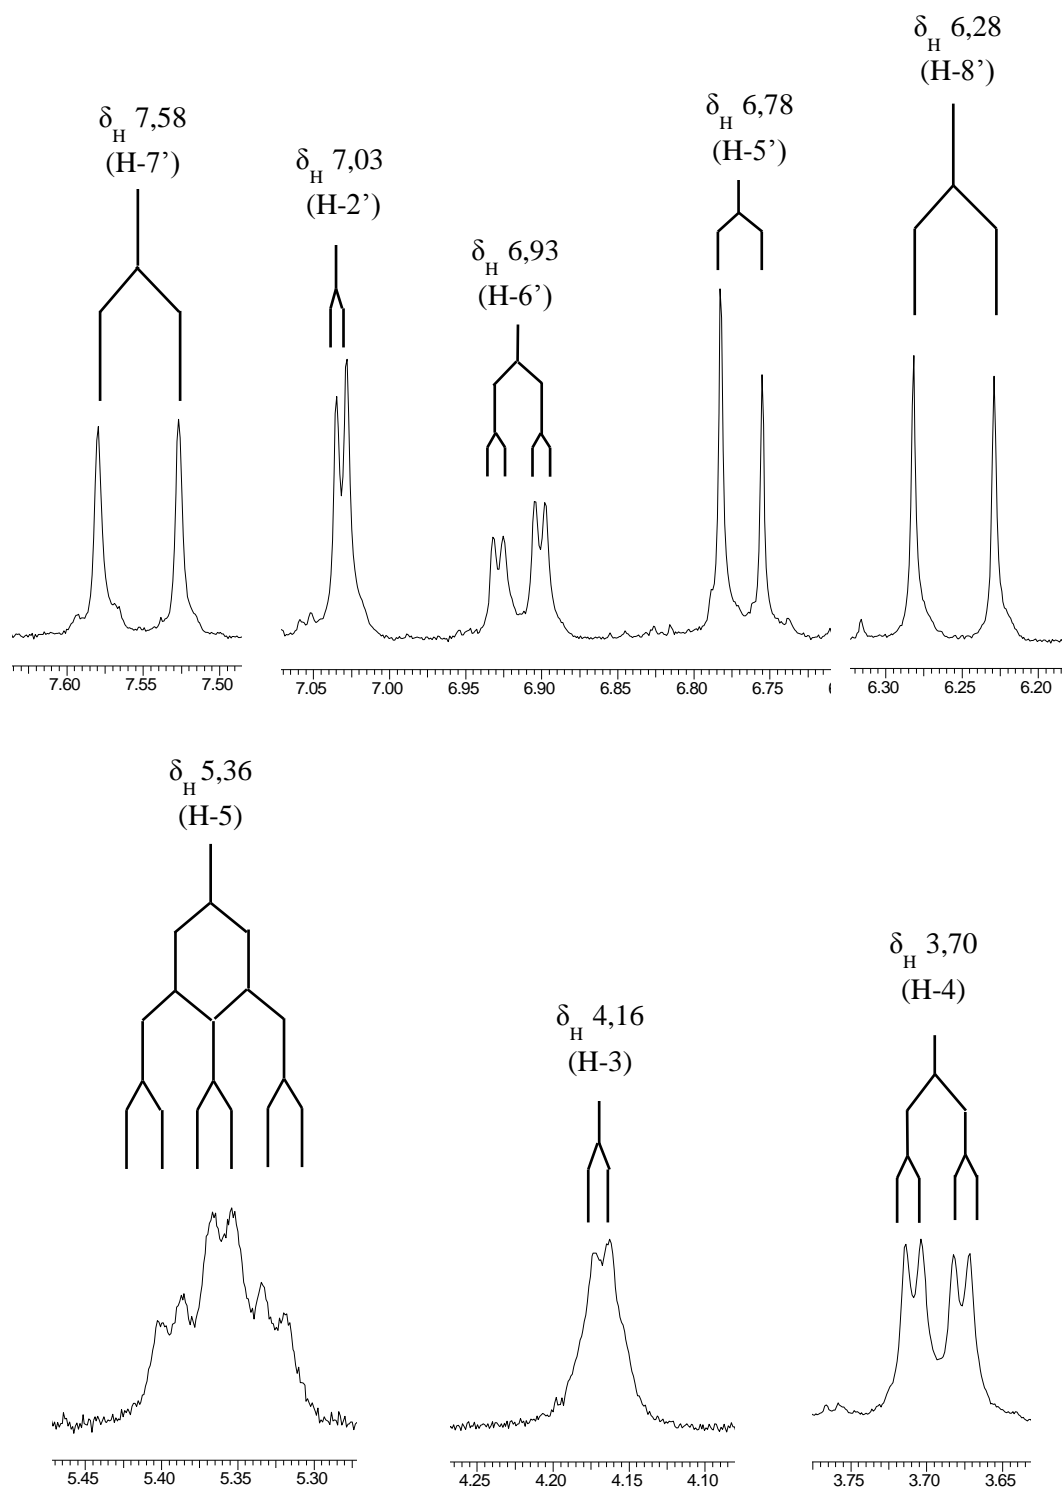 δH 6,28
(H-8’)
δH 7,58
(H-7’)
δH 7,03
(H-2’)
δH 6,93
(H-6’)
δH 6,78
(H-5’)
7.60 7.55 7.50
7.05 7.00 6.95 6.90 6.85 6.80 6.75
6.30 6.25 6.20
δH 5,36
(H-5)
δH 4,16
(H-3)
δH 3,70
(H-4)
5.45 5.40 5.35 5.30
4.25 4.20 4.15 4.10
3.75 3.70 3.65